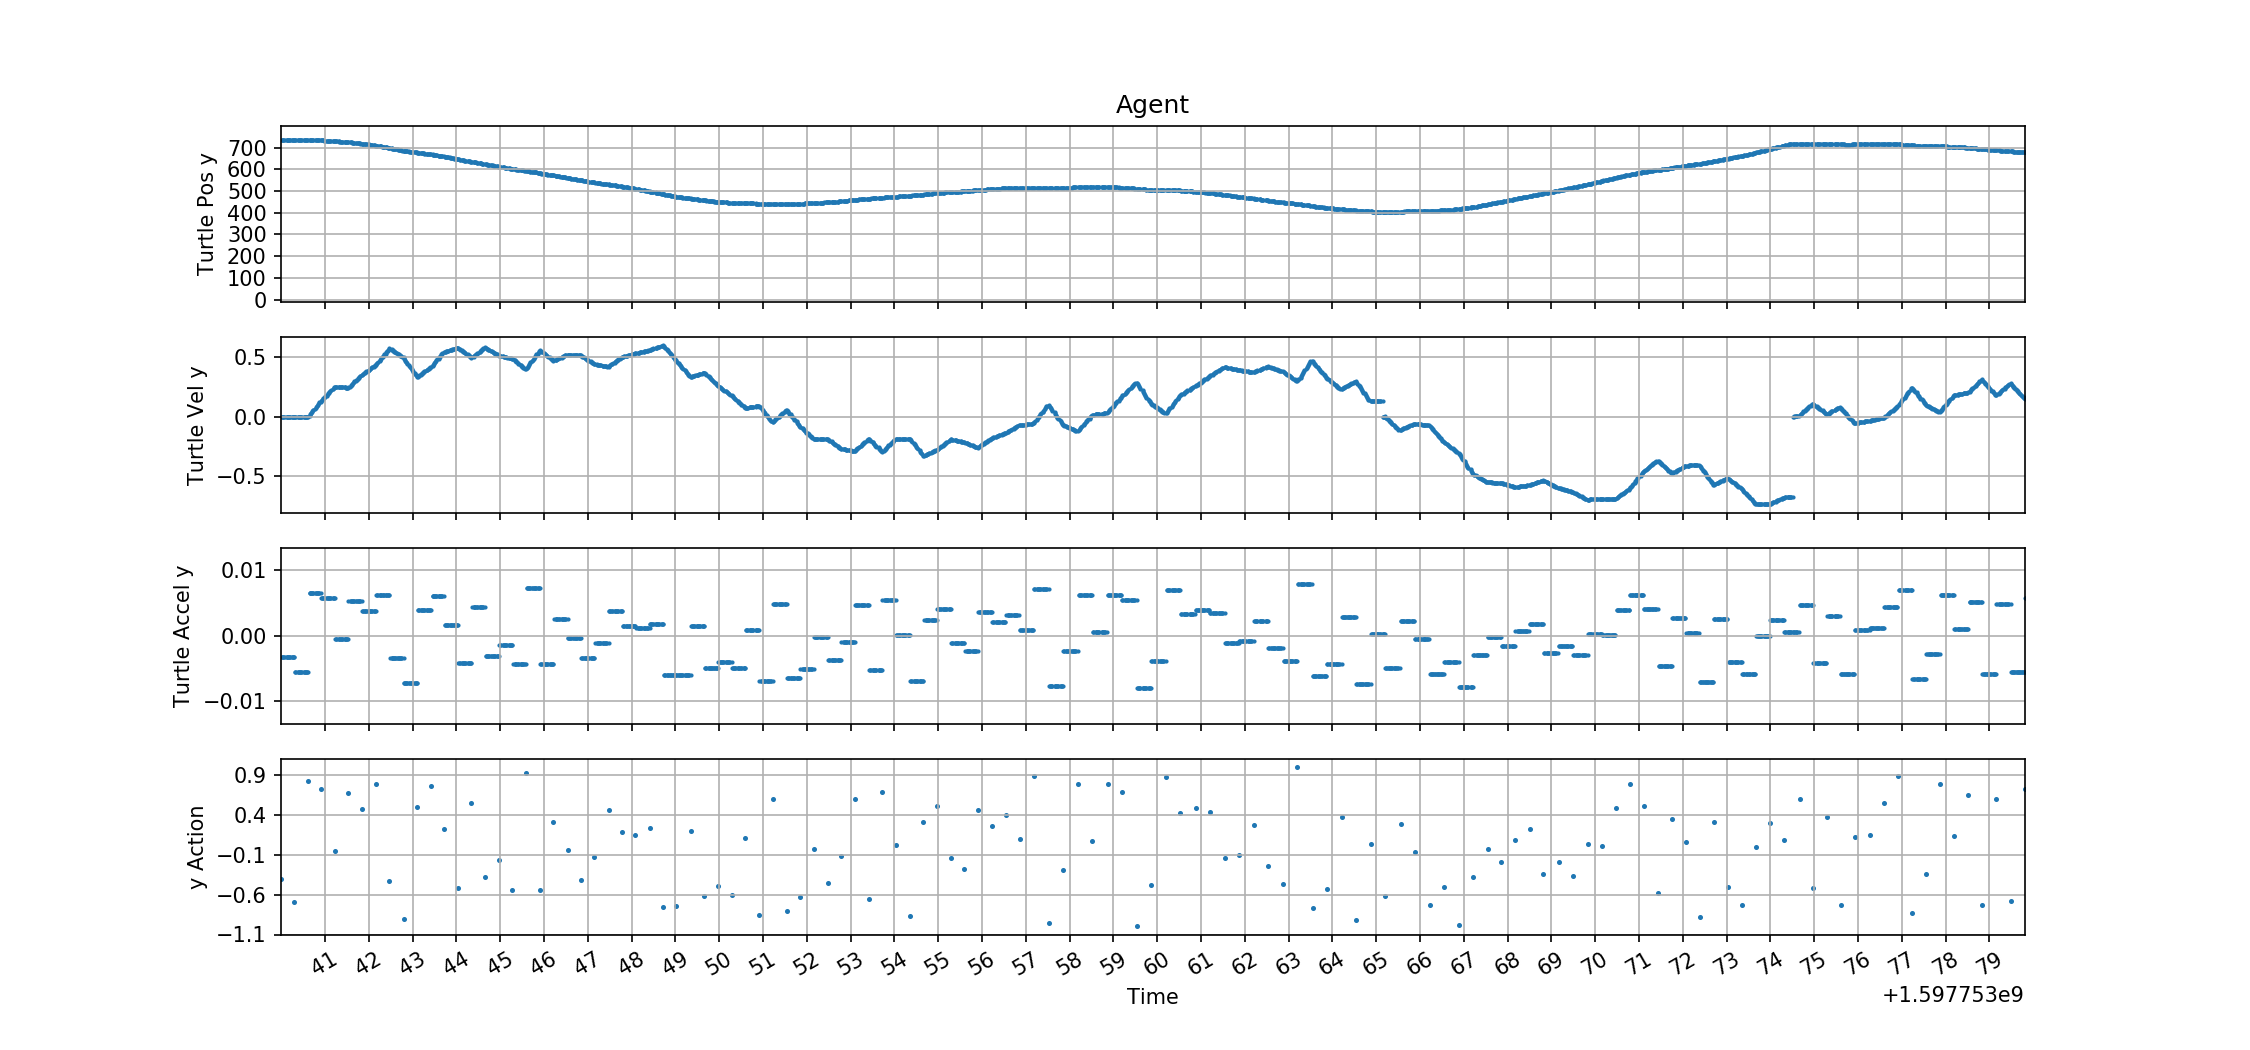 Agent
Turtle Pos y
700
600
500
400
300
200
100
0
Turtle Vel y
0.5
0.0
−0.5
Turtle Accel y
0.01
0.00
−0.01
y Action
0.9
0.4
−0.1
−0.6
−1.1
41 42 43 44 45 46 47 48 49 50 51 52 53 54 55 56 57 58 59 60 61 62 63 64 65 66 67 68 69 70 71 72 73 74 75 76 77 78 79
Time
+1.597753e9